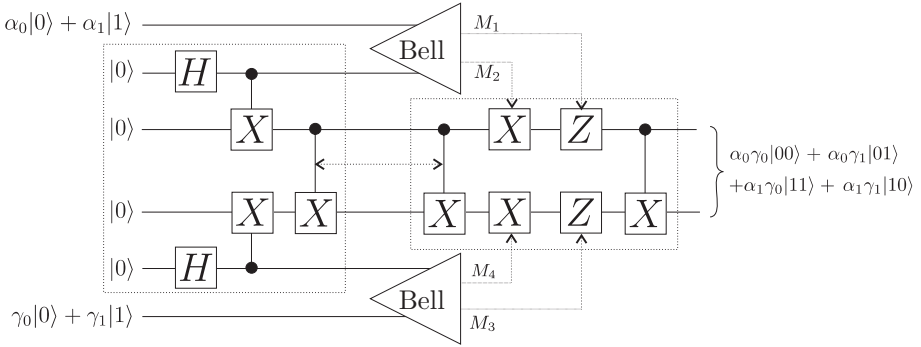 α₀|0⟩ + α₁|1⟩
Bell
M₁
M₂
|0⟩ H
|0⟩ X X Z
α₀γ₀|00⟩ + α₀γ₁|01⟩
+α₁γ₀|11⟩ + α₁γ₁|10⟩
|0⟩ X X X X Z X
|0⟩ H
Bell
M₄
M₃
γ₀|0⟩ + γ₁|1⟩